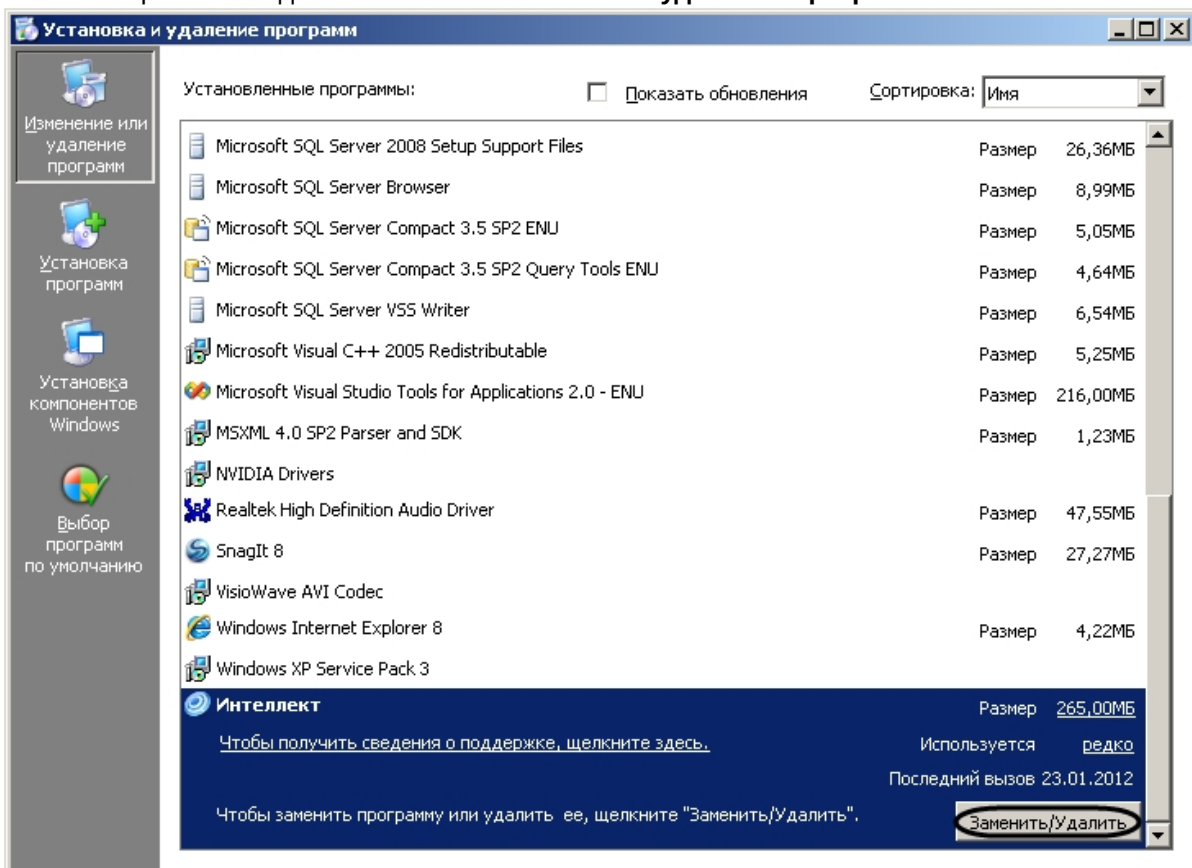 Установка и удаление программ
Изменение или
удаление
программ
Установка
программ
Установка
компонентов
Windows
Выбор
программ
по умолчанию
Установленные программы:
Показать обновления
Сортировка: Имя
Microsoft SQL Server 2008 Setup Support Files Размер 26,36МБ
Microsoft SQL Server Browser Размер 8,99МБ
Microsoft SQL Server Compact 3.5 SP2 ENU Размер 5,05МБ
Microsoft SQL Server Compact 3.5 SP2 Query Tools ENU Размер 4,64МБ
Microsoft SQL Server VSS Writer Размер 6,54МБ
Microsoft Visual C++ 2005 Redistributable Размер 5,25МБ
Microsoft Visual Studio Tools for Applications 2.0 - ENU Размер 216,00МБ
MSXML 4.0 SP2 Parser and SDK Размер 1,23МБ
NVIDIA Drivers
Realtek High Definition Audio Driver Размер 47,55МБ
SnagIt 8 Размер 27,27МБ
VisioWave AVI Codec
Windows Internet Explorer 8 Размер 4,22МБ
Windows XP Service Pack 3
Интеллект Размер 265,00МБ
Чтобы получить сведения о поддержке, щелкните здесь. Используется редко
Последний вызов 23.01.2012
Чтобы заменить программу или удалить ее, щелкните "Заменить/Удалить". Заменить/Удалить